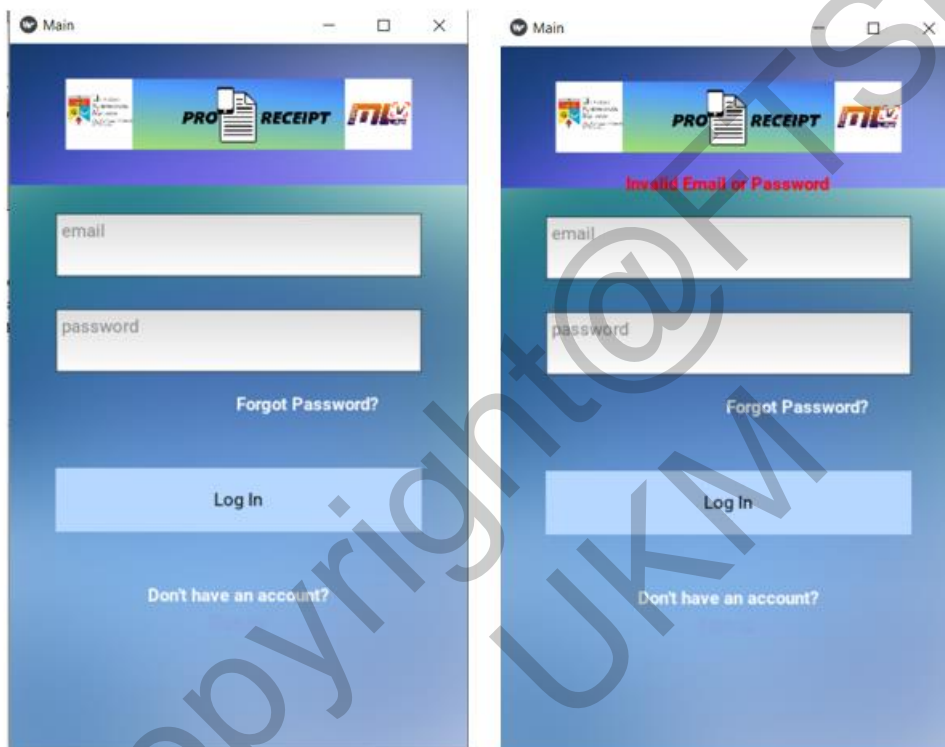 Main
PRO RECEIPT
email
password
Forgot Password?
Log In
Don't have an account?
Main
PRO RECEIPT
Invalid Email or Password
email
password
Forgot Password?
Log In
Don't have an account?
Copyright@FTSM
UKM